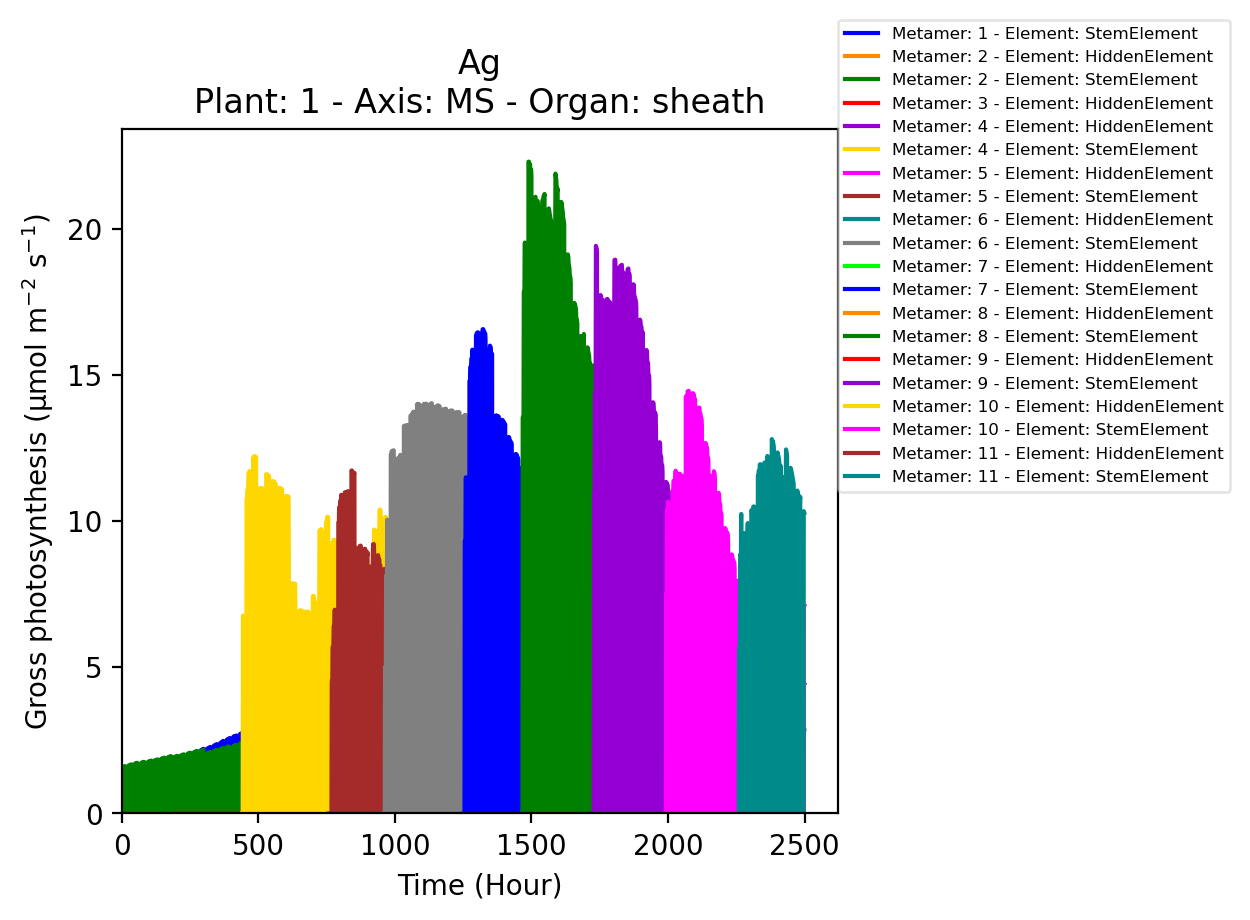 Ag
Plant: 1 - Axis: MS - Organ: sheath
Metamer: 1 - Element: StemElement
Metamer: 2 - Element: HiddenElement
Metamer: 2 - Element: StemElement
Metamer: 3 - Element: HiddenElement
Metamer: 4 - Element: HiddenElement
Metamer: 4 - Element: StemElement
Metamer: 5 - Element: HiddenElement
Metamer: 5 - Element: StemElement
Metamer: 6 - Element: HiddenElement
Metamer: 6 - Element: StemElement
Metamer: 7 - Element: HiddenElement
Metamer: 7 - Element: StemElement
Metamer: 8 - Element: HiddenElement
Metamer: 8 - Element: StemElement
Metamer: 9 - Element: HiddenElement
Metamer: 9 - Element: StemElement
Metamer: 10 - Element: HiddenElement
Metamer: 10 - Element: StemElement
Metamer: 11 - Element: HiddenElement
Metamer: 11 - Element: StemElement
Gross photosynthesis (µmol m⁻² s⁻¹)
20
15
10
5
0
0 500 1000 1500 2000 2500
Time (Hour)